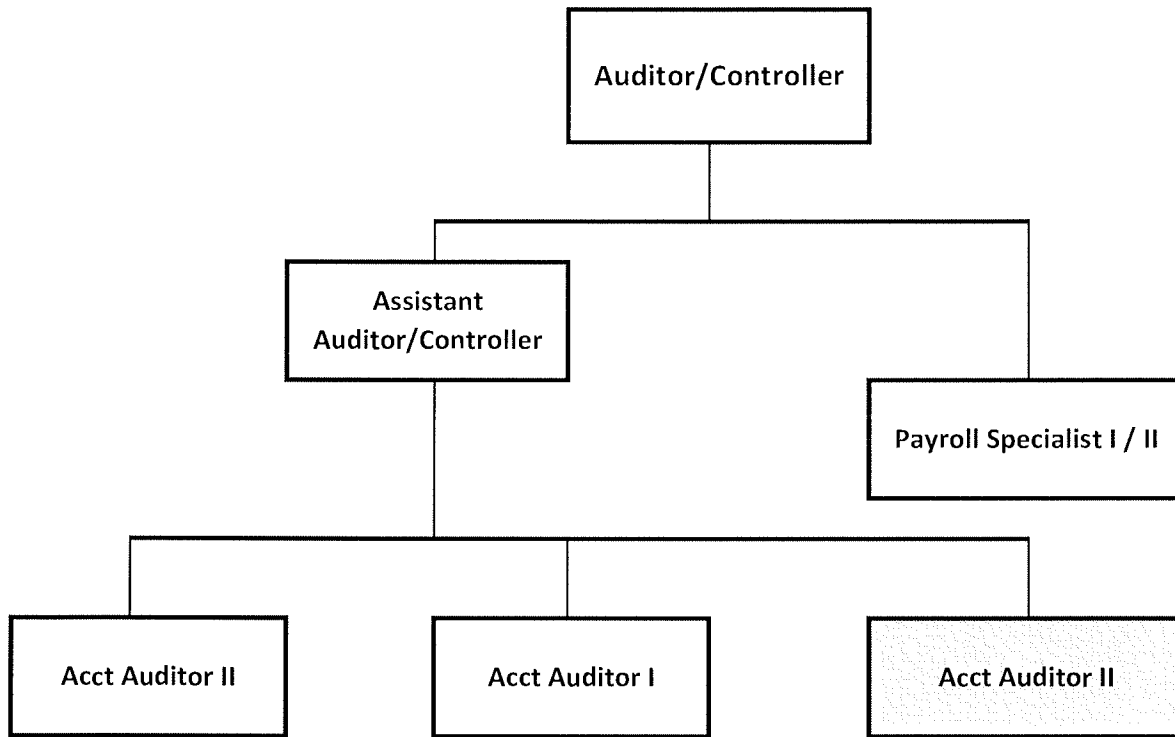 Auditor/Controller
Assistant
Auditor/Controller
Payroll Specialist I / II
Acct Auditor II
Acct Auditor I
Acct Auditor II